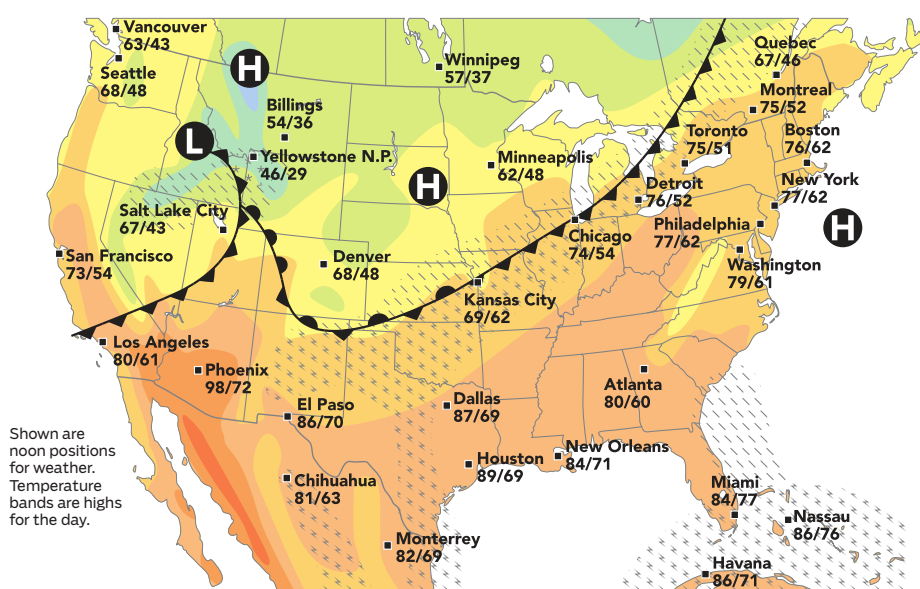 Vancouver
63/43
Seattle
68/48
H
Winnipeg
57/37
Quebec
67/46
Montreal
75/52
Billings
54/36
L
Yellowstone N.P.
46/29
Minneapolis
62/48
H
Toronto
75/51
Boston
76/62
Detroit
76/52
New York
77/62
Salt Lake City
67/43
Philadelphia
77/62
H
Chicago
74/54
San Francisco
73/54
Denver
68/48
Washington
79/61
Kansas City
69/62
Los Angeles
80/61
Phoenix
98/72
Atlanta
80/60
El Paso
86/70
Dallas
87/69
Shown are
noon positions
for weather.
Temperature
bands are highs
for the day.
Houston
89/69
New Orleans
84/71
Chihuahua
81/63
Miami
84/77
Nassau
86/76
Monterrey
82/69
Havana
86/71